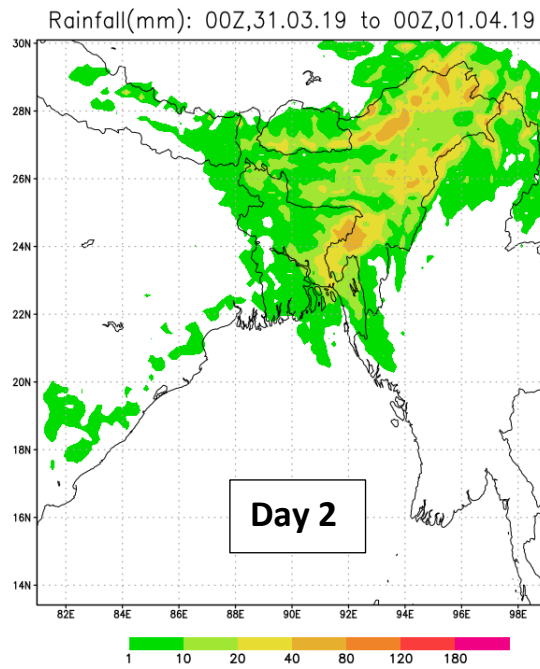 Rainfall(mm): 00Z,31.03.19 to 00Z,01.04.19
30N
28N
26N
24N
22N
20N
18N
16N
14N
Day 2
82E 84E 86E 88E 90E 92E 94E 96E 98E
1 10 20 40 80 120 180